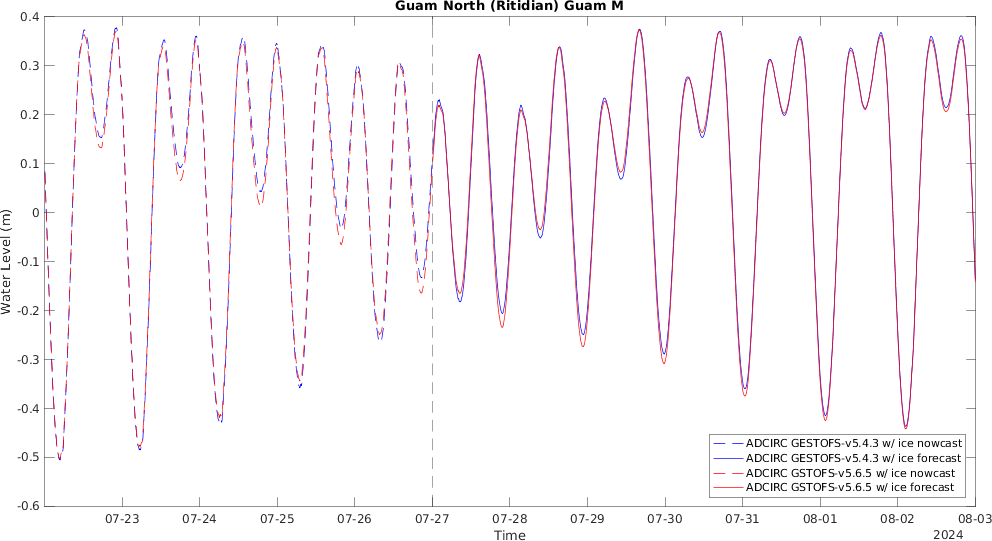 Guam North (Ritidian) Guam M
0.4
0.3
0.2
0.1
0
-0.1
-0.2
-0.3
-0.4
-0.5
-0.6
Water Level (m)
ADCIRC GESTOFS-v5.4.3 w/ ice nowcast
ADCIRC GESTOFS-v5.4.3 w/ ice forecast
ADCIRC GSTOFS-v5.6.5 w/ ice nowcast
ADCIRC GSTOFS-v5.6.5 w/ ice forecast
07-23 07-24 07-25 07-26 07-27 07-28 07-29 07-30 07-31 08-01 08-02 08-03
Time
2024